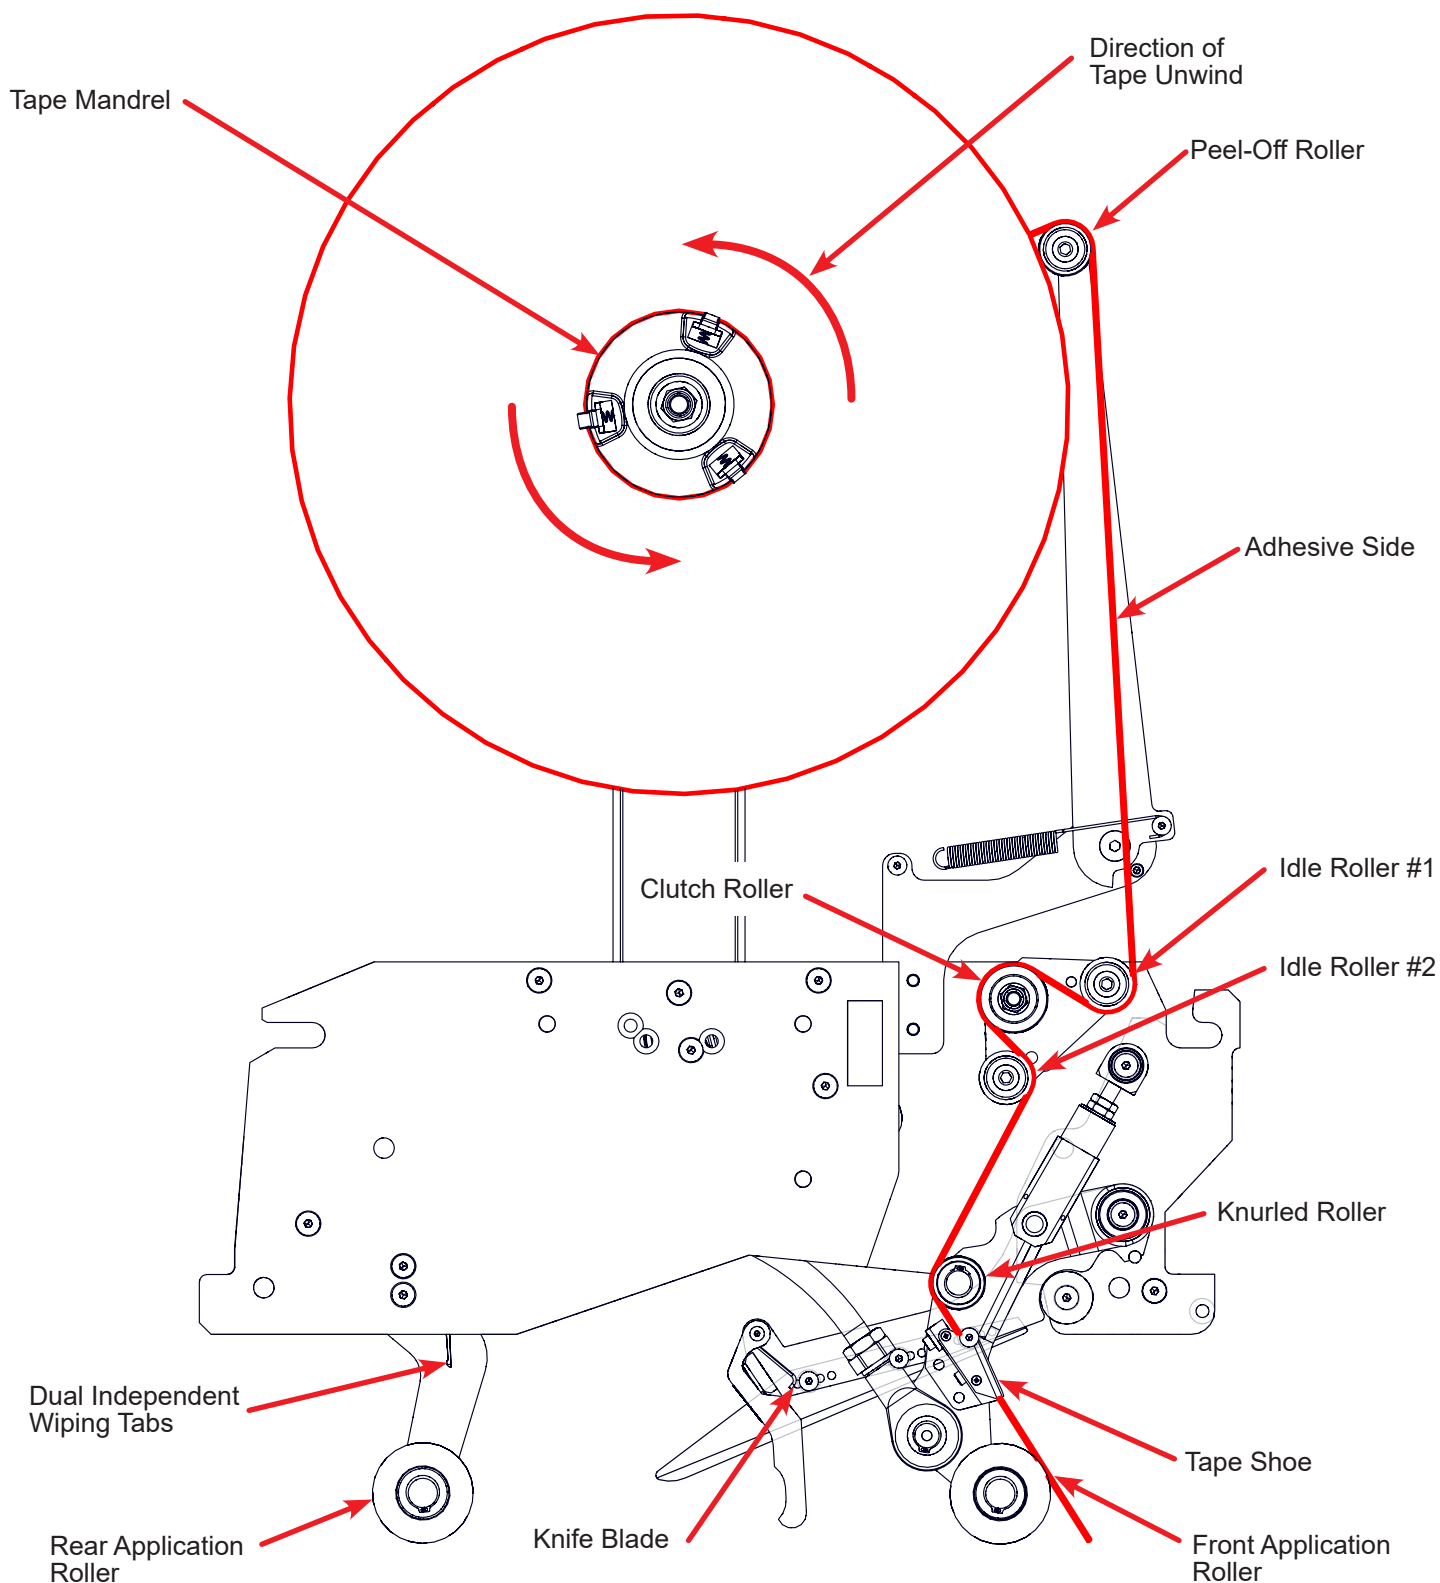 Direction of
Tape Unwind
Tape Mandrel
Peel-Off Roller
Adhesive Side
Clutch Roller
Idle Roller #1
Idle Roller #2
Knurled Roller
Dual Independent
Wiping Tabs
Tape Shoe
Knife Blade
Rear Application
Roller
Front Application
Roller